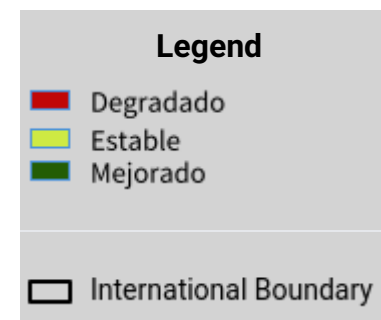 Legend
Degradado
Estable
Mejorado
International Boundary